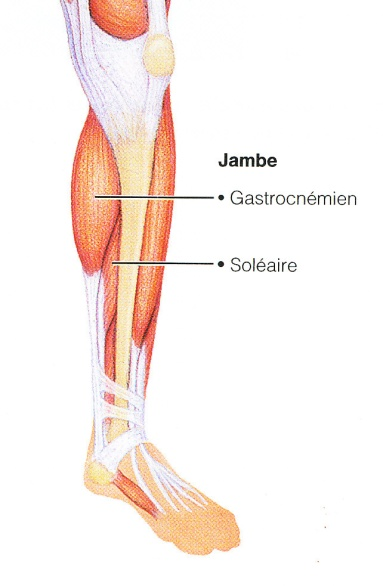 Jambe
• Gastrocnémien
• Soléaire